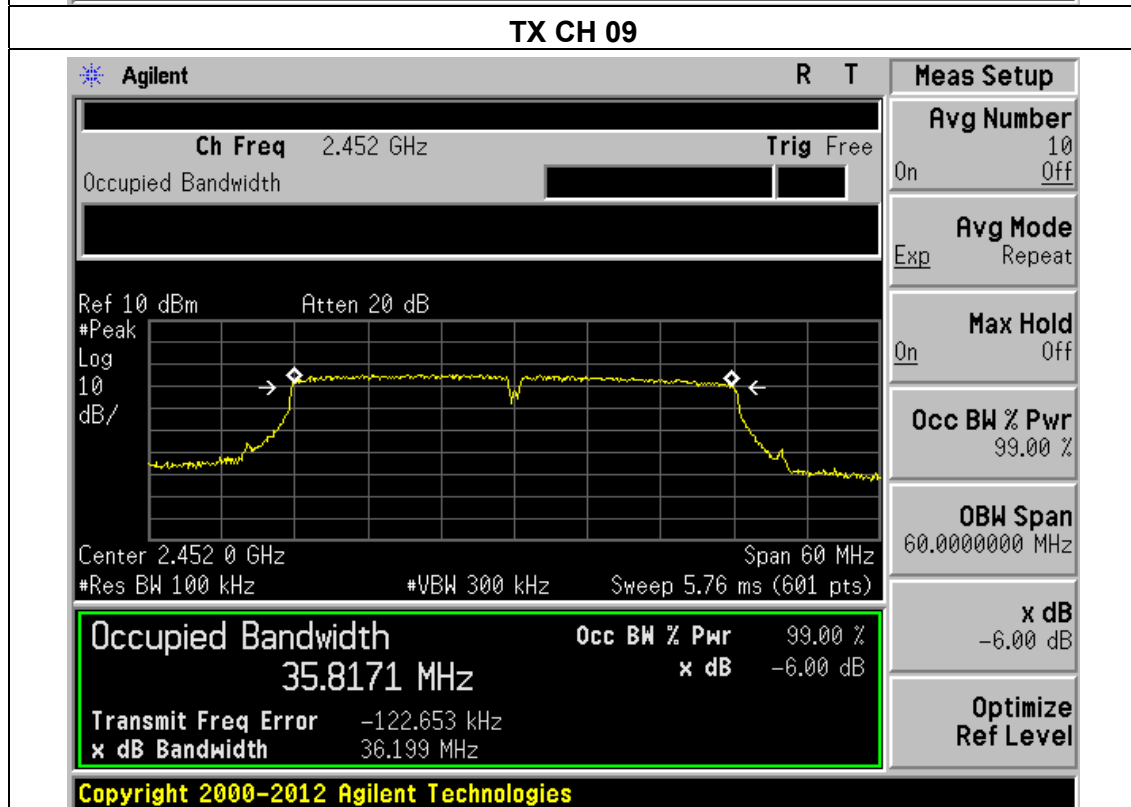 TX CH 09
Agilent R T Meas Setup
Ch Freq 2.452 GHz Trig Free
Occupied Bandwidth
Avg Number
10
On Off
Avg Mode
Exp Repeat
Max Hold
On Off
Occ BW % Pwr
99.00 %
OBW Span
60.0000000 MHz
x dB
-6.00 dB
Optimize
Ref Level
Ref 10 dBm Atten 20 dB
#Peak
Log
10
dB/
Center 2.452 0 GHz Span 60 MHz
#Res BW 100 kHz #VBW 300 kHz Sweep 5.76 ms (601 pts)
Occupied Bandwidth Occ BW % Pwr 99.00 %
35.8171 MHz x dB -6.00 dB
Transmit Freq Error -122.653 kHz
x dB Bandwidth 36.199 MHz
Copyright 2000-2012 Agilent Technologies